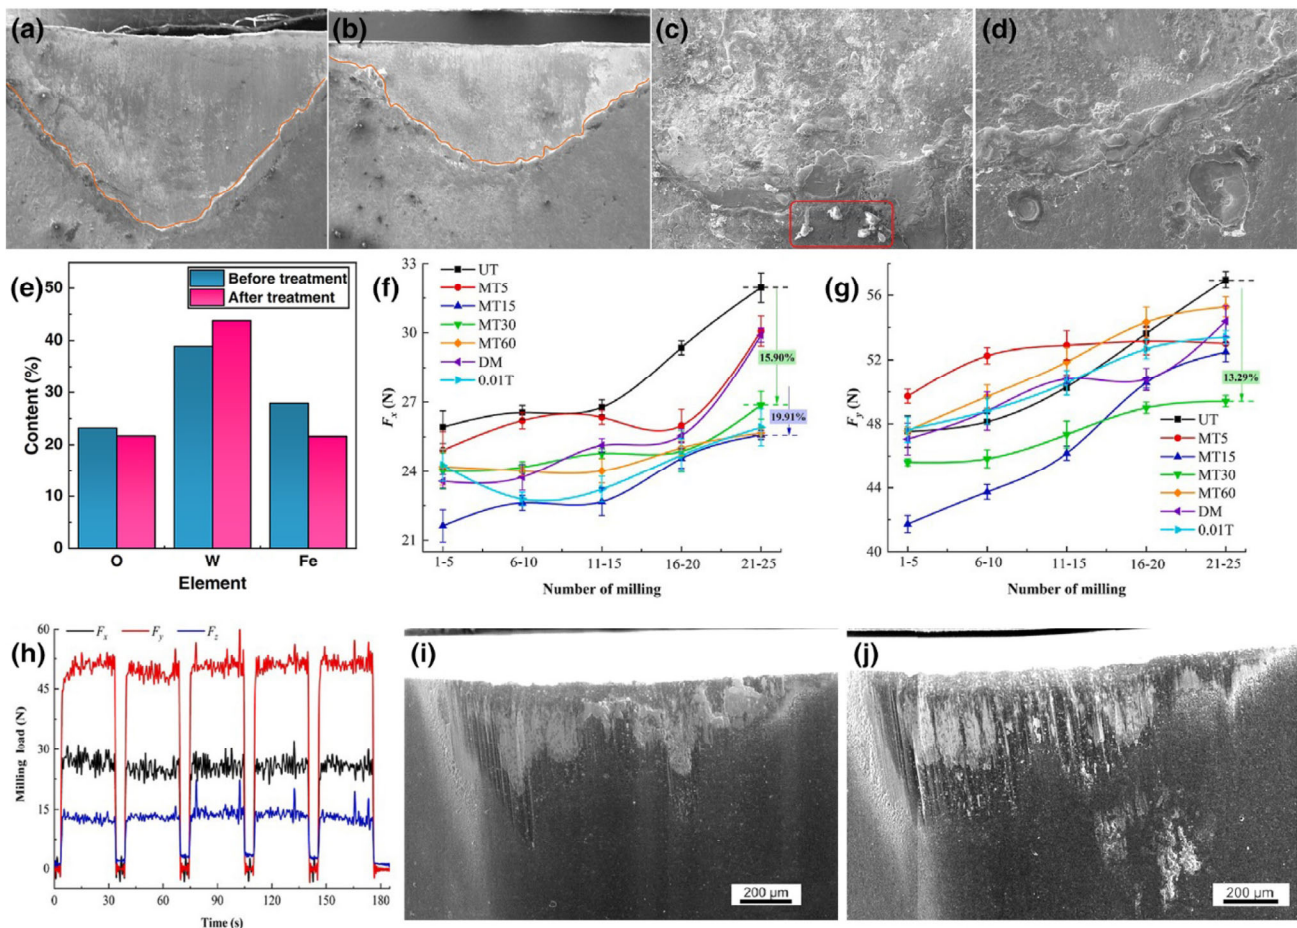 (a)
(b)
(c)
(d)
(e)
Before treatment
After treatment
50
40
30
20
10
0
Content (%)
O
W
Fe
Element
(f)
33
30
27
24
21
Fx (N)
UT
MT5
MT15
MT30
MT60
DM
0.01T
15.90%
19.91%
1-5
6-10
11-15
16-20
21-25
Number of milling
(g)
56
52
48
44
40
Fy (N)
13.29%
UT
MT5
MT15
MT30
MT60
DM
0.01T
1-5
6-10
11-15
16-20
21-25
Number of milling
(h)
Fx
Fy
Fz
60
45
30
15
0
Milling load (N)
0
30
60
90
120
150
180
Time (s)
(i)
200 μm
(j)
200 μm